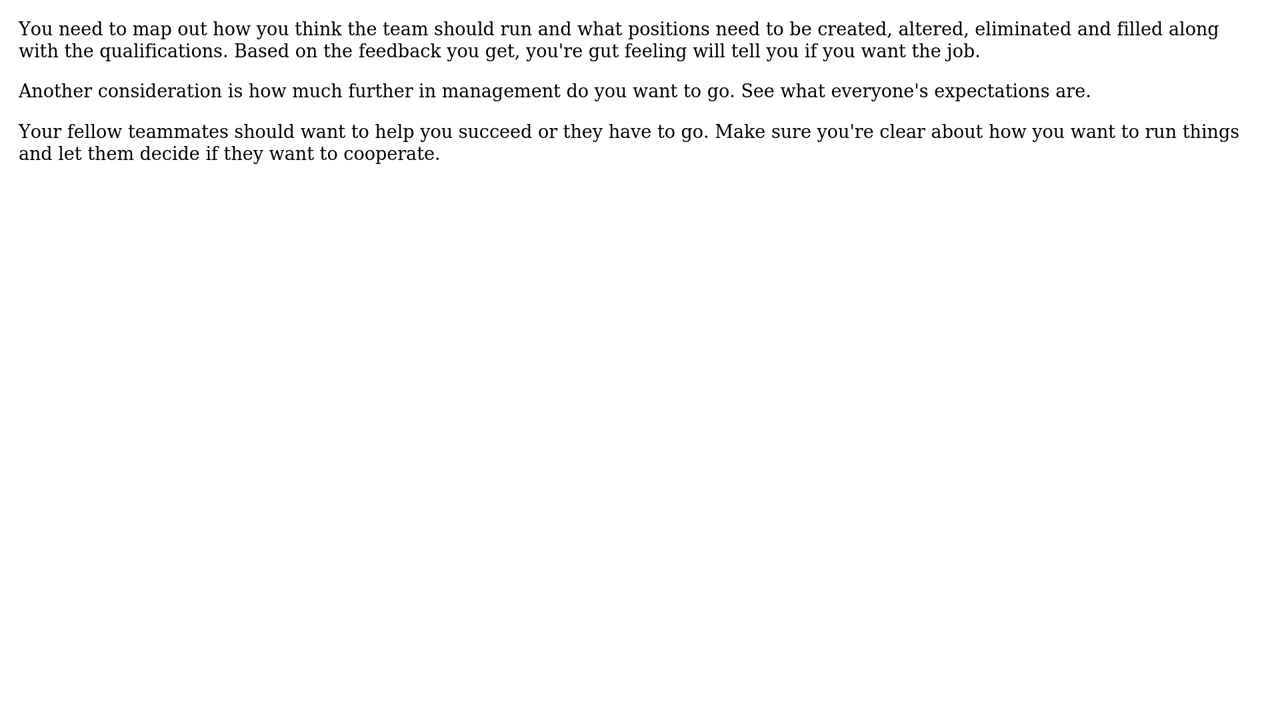 You need to map out how you think the team should run and what positions need to be created, altered, eliminated and filled along
with the qualifications. Based on the feedback you get, you're gut feeling will tell you if you want the job.
Another consideration is how much further in management do you want to go. See what everyone's expectations are.
Your fellow teammates should want to help you succeed or they have to go. Make sure you're clear about how you want to run things
and let them decide if they want to cooperate.